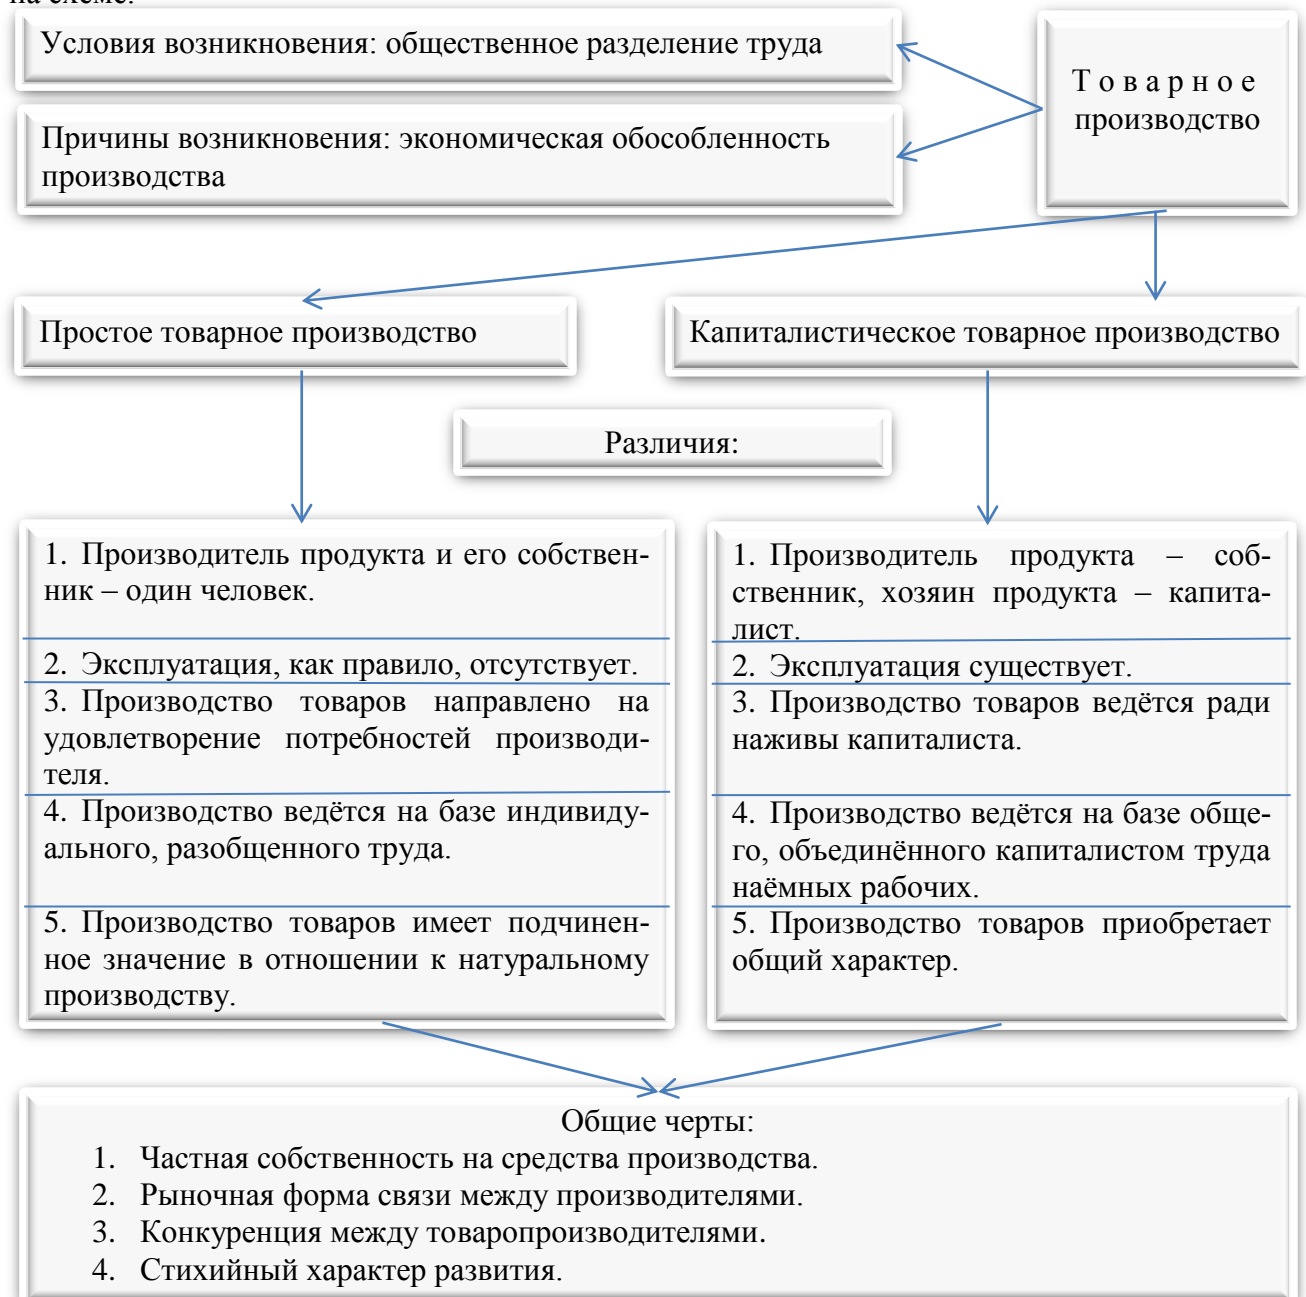 на схеме.
Условия возникновения: общественное разделение труда
Т о в а р н о е
производство
Причины возникновения: экономическая обособленность
производства
Простое товарное производство
Капиталистическое товарное производство
Различия:
1. Производитель продукта и его собствен-
ник – один человек.
2. Эксплуатация, как правило, отсутствует.
3. Производство товаров направлено на
удовлетворение потребностей производи-
теля.
4. Производство ведётся на базе индивиду-
ального, разобщенного труда.
5. Производство товаров имеет подчинен-
ное значение в отношении к натуральному
производству.
1. Производитель продукта – соб-
ственник, хозяин продукта – капита-
лист.
2. Эксплуатация существует.
3. Производство товаров ведётся ради
наживы капиталиста.
4. Производство ведётся на базе обще-
го, объединённого капиталистом труда
наёмных рабочих.
5. Производство товаров приобретает
общий характер.
Общие черты:
1. Частная собственность на средства производства.
2. Рыночная форма связи между производителями.
3. Конкуренция между товаропроизводителями.
4. Стихийный характер развития.